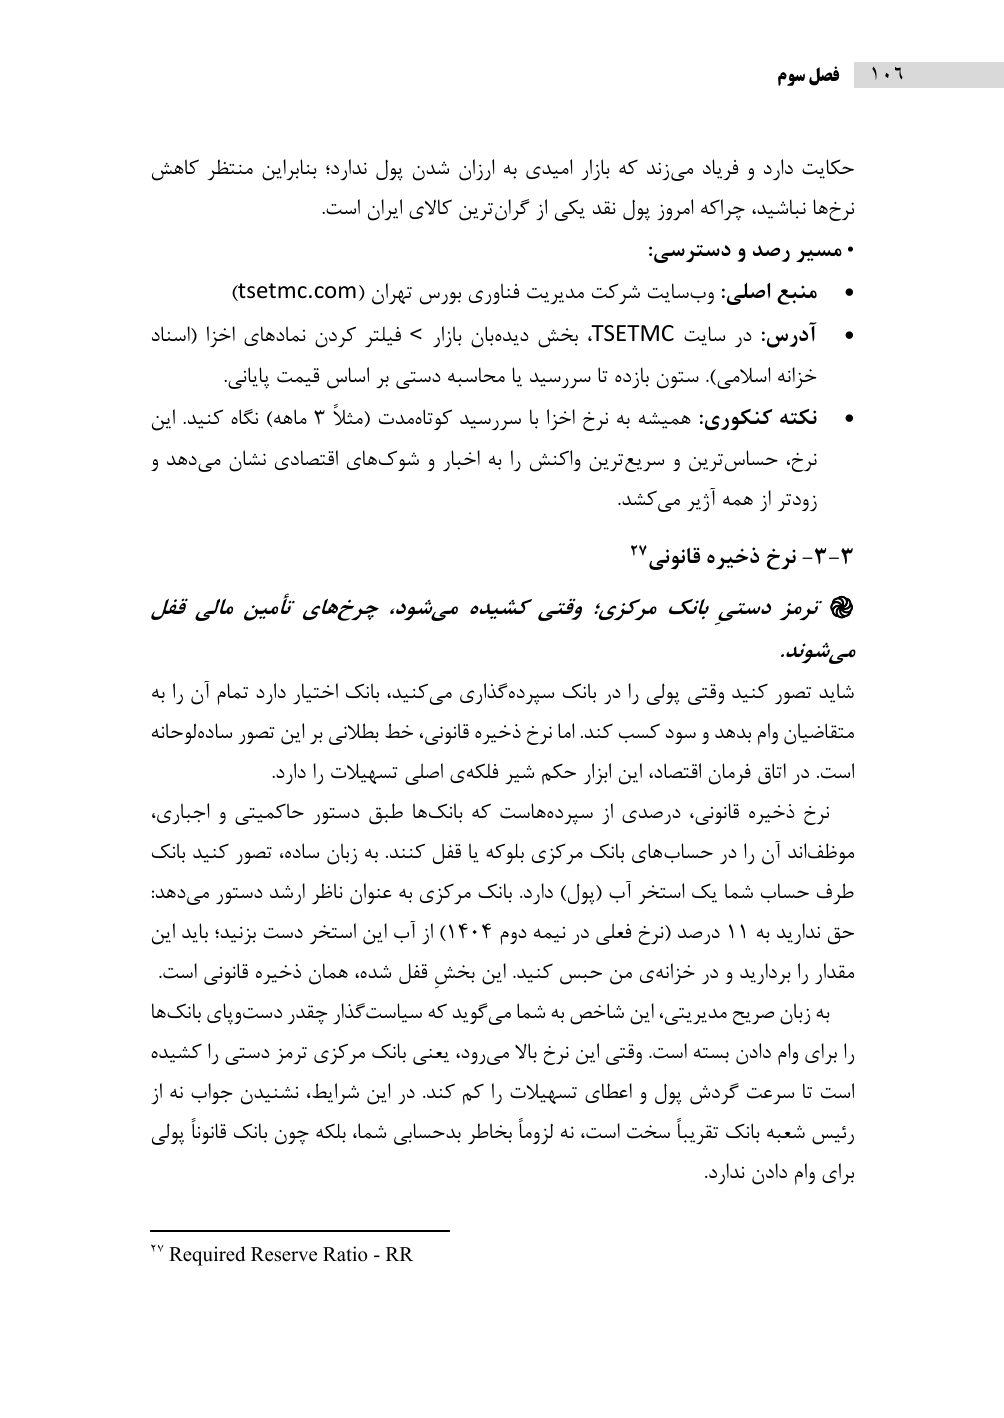 ۱۰۶ فصل سوم
حکایت دارد و فریاد می‌زند که بازار امیدی به ارزان شدن پول ندارد؛ بنابراین منتظر کاهش
نرخ‌ها نباشید، چراکه امروز پول نقد یکی از گران‌ترین کالای ایران است.
• مسیر رصد و دسترسی:
• منبع اصلی: وب‌سایت شرکت مدیریت فناوری بورس تهران (tsetmc.com)
• آدرس: در سایت TSETMC، بخش دیده‌بان بازار > فیلتر کردن نمادهای اخزا (اسناد
خزانه اسلامی). ستون بازده تا سررسید یا محاسبه دستی بر اساس قیمت پایانی.
• نکته کنکوری: همیشه به نرخ اخزا با سررسید کوتاه‌مدت (مثلاً ۳ ماهه) نگاه کنید. این
نرخ، حساس‌ترین و سریع‌ترین واکنش را به اخبار و شوک‌های اقتصادی نشان می‌دهد و
زودتر از همه آژیر می‌کشد.
۳-۳- نرخ ذخیره قانونی۲۷
ترمز دستیِ بانک مرکزی؛ وقتی کشیده می‌شود، چرخ‌های تأمین مالی قفل
می‌شوند.
شاید تصور کنید وقتی پولی را در بانک سپرده‌گذاری می‌کنید، بانک اختیار دارد تمام آن را به
متقاضیان وام بدهد و سود کسب کند. اما نرخ ذخیره قانونی، خط بطلانی بر این تصور ساده‌لوحانه
است. در اتاق فرمان اقتصاد، این ابزار حکم شیر فلکه‌ی اصلی تسهیلات را دارد.
نرخ ذخیره قانونی، درصدی از سپرده‌هاست که بانک‌ها طبق دستور حاکمیتی و اجباری،
موظف‌اند آن را در حساب‌های بانک مرکزی بلوکه یا قفل کنند. به زبان ساده، تصور کنید بانک
طرف حساب شما یک استخر آب (پول) دارد. بانک مرکزی به عنوان ناظر ارشد دستور می‌دهد:
حق ندارید به ۱۱ درصد (نرخ فعلی در نیمه دوم ۱۴۰۴) از آب این استخر دست بزنید؛ باید این
مقدار را بردارید و در خزانه‌ی من حبس کنید. این بخشِ قفل شده، همان ذخیره قانونی است.
به زبان صریح مدیریتی، این شاخص به شما می‌گوید که سیاست‌گذار چقدر دست‌وپای بانک‌ها
را برای وام دادن بسته است. وقتی این نرخ بالا می‌رود، یعنی بانک مرکزی ترمز دستی را کشیده
است تا سرعت گردش پول و اعطای تسهیلات را کم کند. در این شرایط، نشنیدن جواب نه از
رئیس شعبه بانک تقریباً سخت است، نه لزوماً بخاطر بدحسابی شما، بلکه چون بانک قانوناً پولی
برای وام دادن ندارد.
۲۷ Required Reserve Ratio - RR